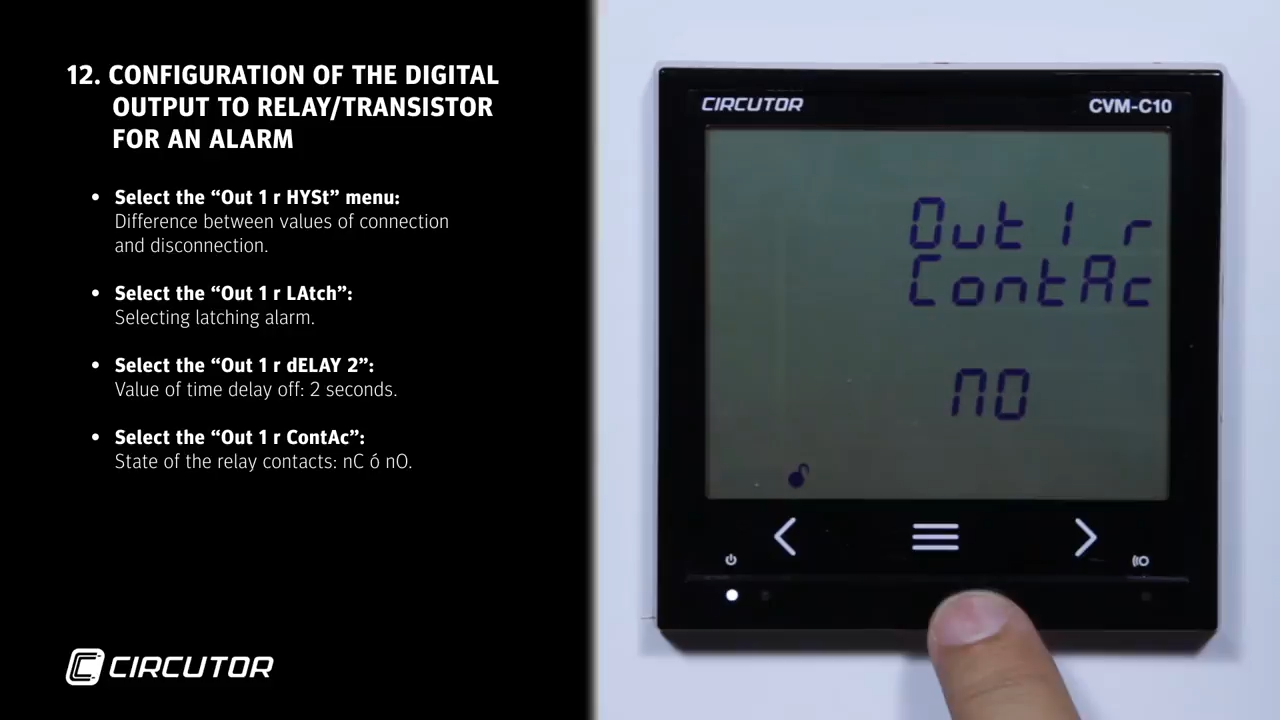 12. CONFIGURATION OF THE DIGITAL
OUTPUT TO RELAY/TRANSISTOR
FOR AN ALARM
• Select the “Out 1 r HYSt” menu:
Difference between values of connection
and disconnection.
• Select the “Out 1 r LAtch”:
Selecting latching alarm.
• Select the “Out 1 r dELAY 2”:
Value of time delay off: 2 seconds.
• Select the “Out 1 r ContAc”:
State of the relay contacts: nC ó nO.
CIRCUTOR
CIRCUTOR CVM-C10
Out 1 r
ContAc
nO